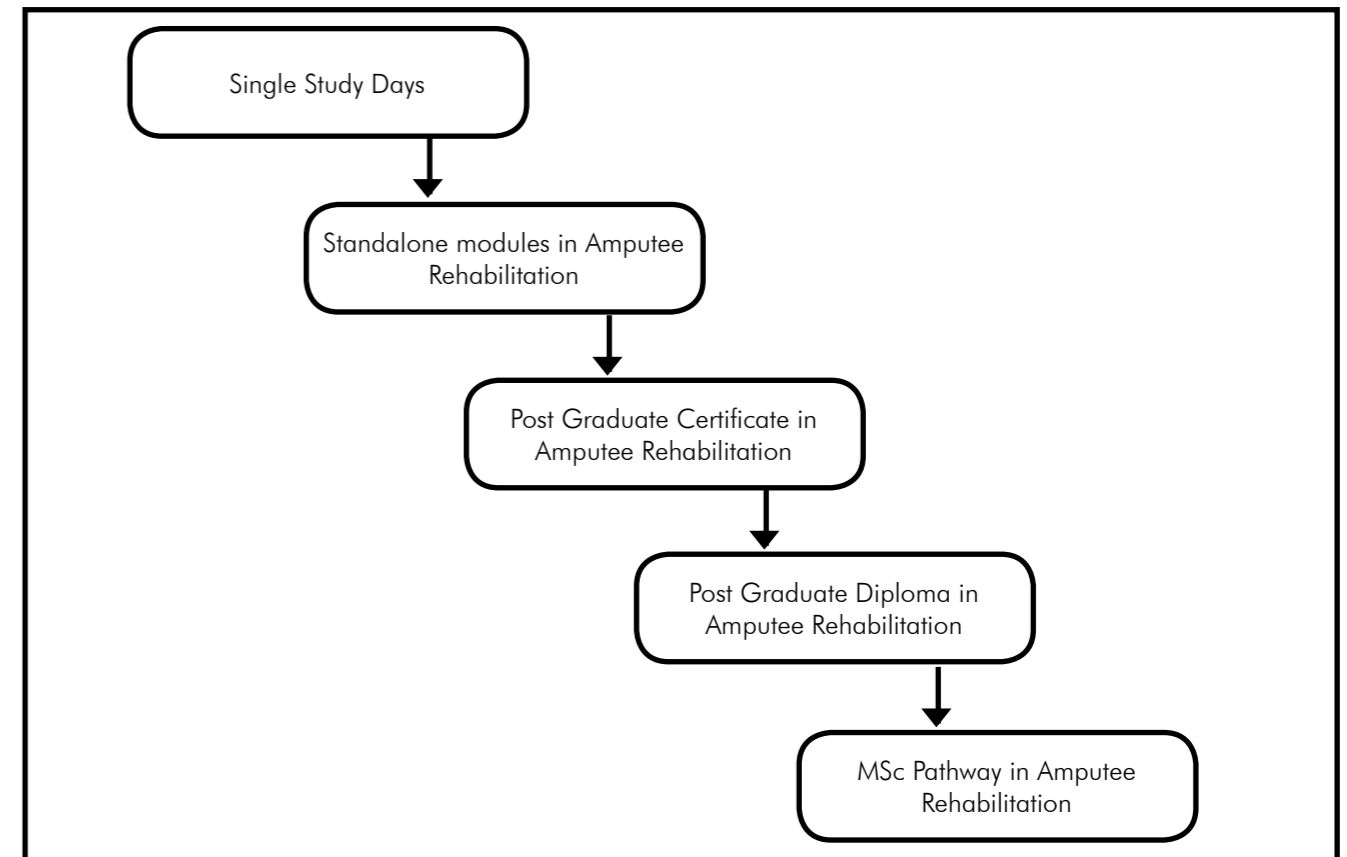 Single Study Days
Standalone modules in Amputee
Rehabilitation
Post Graduate Certificate in
Amputee Rehabilitation
Post Graduate Diploma in
Amputee Rehabilitation
MSc Pathway in Amputee
Rehabilitation